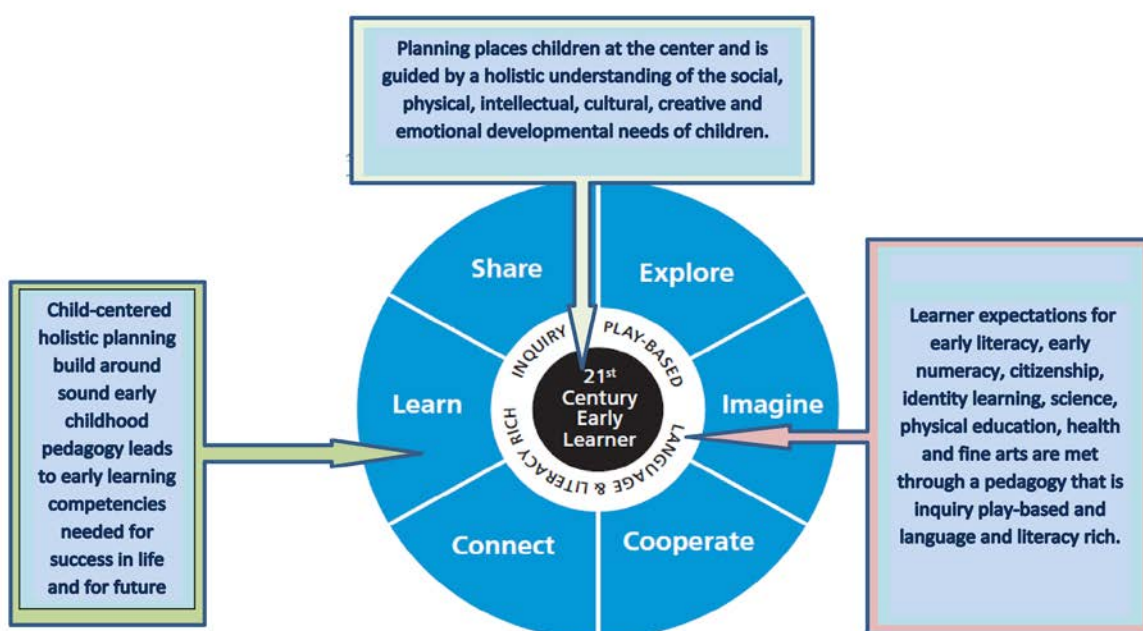 Planning places children at the center and is
guided by a holistic understanding of the social,
physical, intellectual, cultural, creative and
emotional developmental needs of children.
Share
Explore
Child-centered
holistic planning
build around
sound early
childhood
pedagogy leads
to early learning
competencies
needed for
success in life
and for future
Learn
INQUIRY PLAY-BASED
LANGUAGE & LITERACY RICH
21st
Century
Early
Learner
Imagine
Connect
Cooperate
Learner expectations for
early literacy, early
numeracy, citizenship,
identity learning, science,
physical education, health
and fine arts are met
through a pedagogy that is
inquiry play-based and
language and literacy rich.